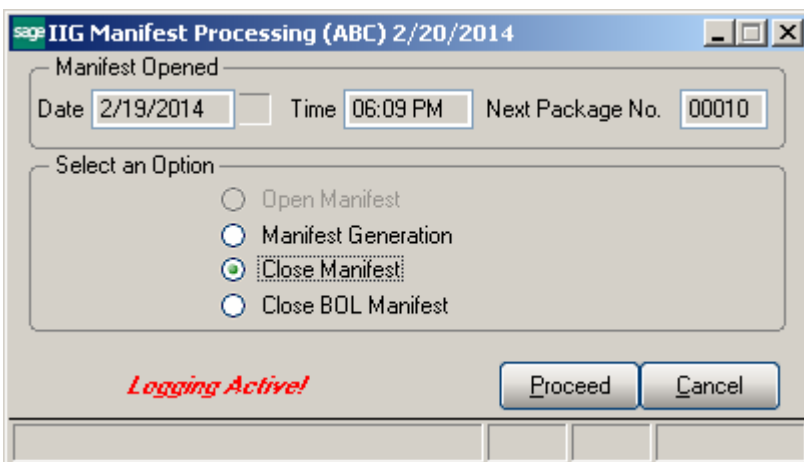 sage IIG Manifest Processing (ABC) 2/20/2014
Manifest Opened
Date 2/19/2014 Time 06:09 PM Next Package No. 00010
Select an Option
Open Manifest
Manifest Generation
Close Manifest
Close BOL Manifest
Logging Active! Proceed Cancel